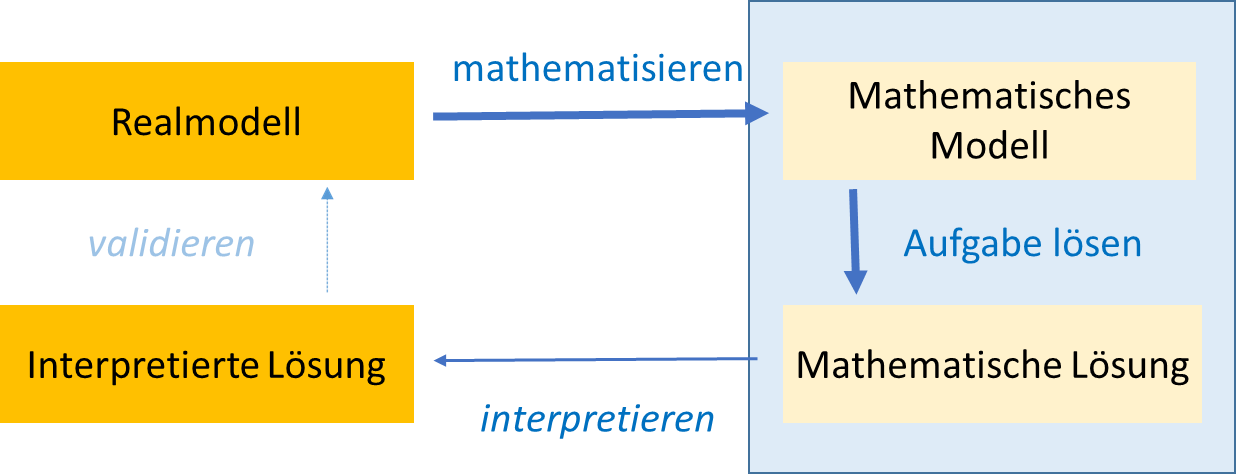 mathematisieren
Realmodell
Mathematisches
Modell
validieren
Aufgabe lösen
Interpretierte Lösung
Mathematische Lösung
interpretieren